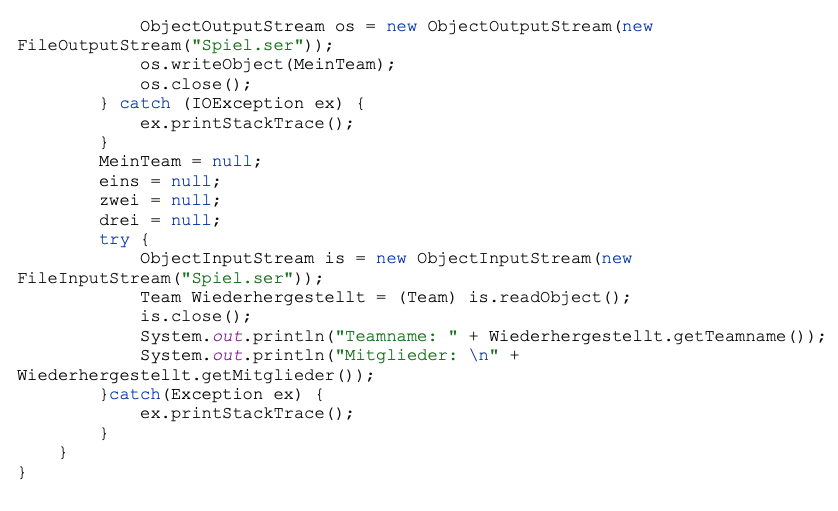 ObjectOutputStream os = new ObjectOutputStream(new
FileOutputStream("Spiel.ser"));
            os.writeObject(MeinTeam);
            os.close();
        } catch (IOException ex) {
            ex.printStackTrace();
        }
        MeinTeam = null;
        eins = null;
        zwei = null;
        drei = null;
        try {
            ObjectInputStream is = new ObjectInputStream(new
FileInputStream("Spiel.ser"));
            Team Wiederhergestellt = (Team) is.readObject();
            is.close();
            System.out.println("Teamname: " + Wiederhergestellt.getTeamname());
            System.out.println("Mitglieder: \n" +
Wiederhergestellt.getMitglieder());
        }catch(Exception ex) {
            ex.printStackTrace();
        }
    }
}